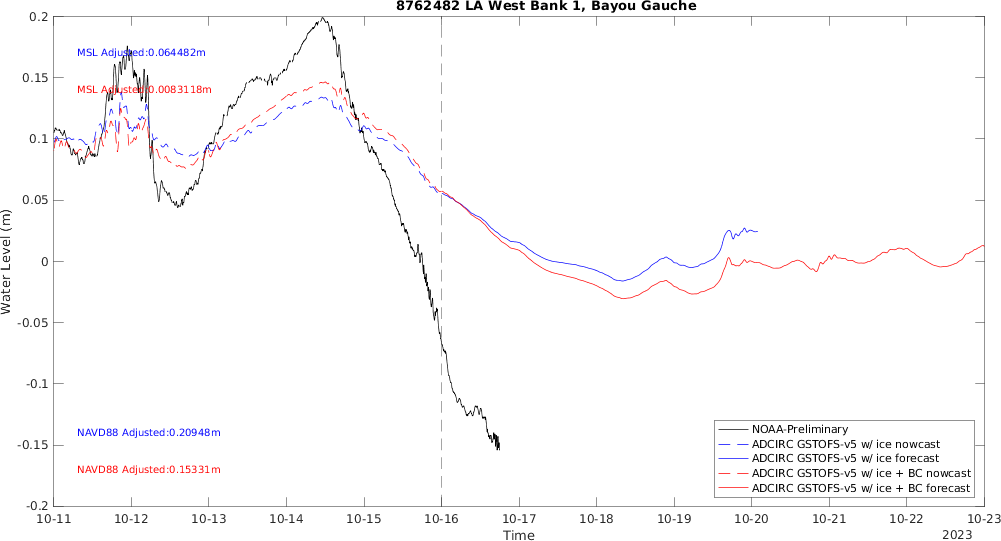 8762482 LA West Bank 1, Bayou Gauche
0.2
0.15
0.1
0.05
0
-0.05
-0.1
-0.15
-0.2
Water Level (m)
MSL Adjusted:0.064482m
MSL Adjusted:0.0083118m
NAVD88 Adjusted:0.20948m
NAVD88 Adjusted:0.15331m
NOAA-Preliminary
ADCIRC GSTOFS-v5 w/ ice nowcast
ADCIRC GSTOFS-v5 w/ ice forecast
ADCIRC GSTOFS-v5 w/ ice + BC nowcast
ADCIRC GSTOFS-v5 w/ ice + BC forecast
10-11 10-12 10-13 10-14 10-15 10-16 10-17 10-18 10-19 10-20 10-21 10-22 10-23
Time
2023